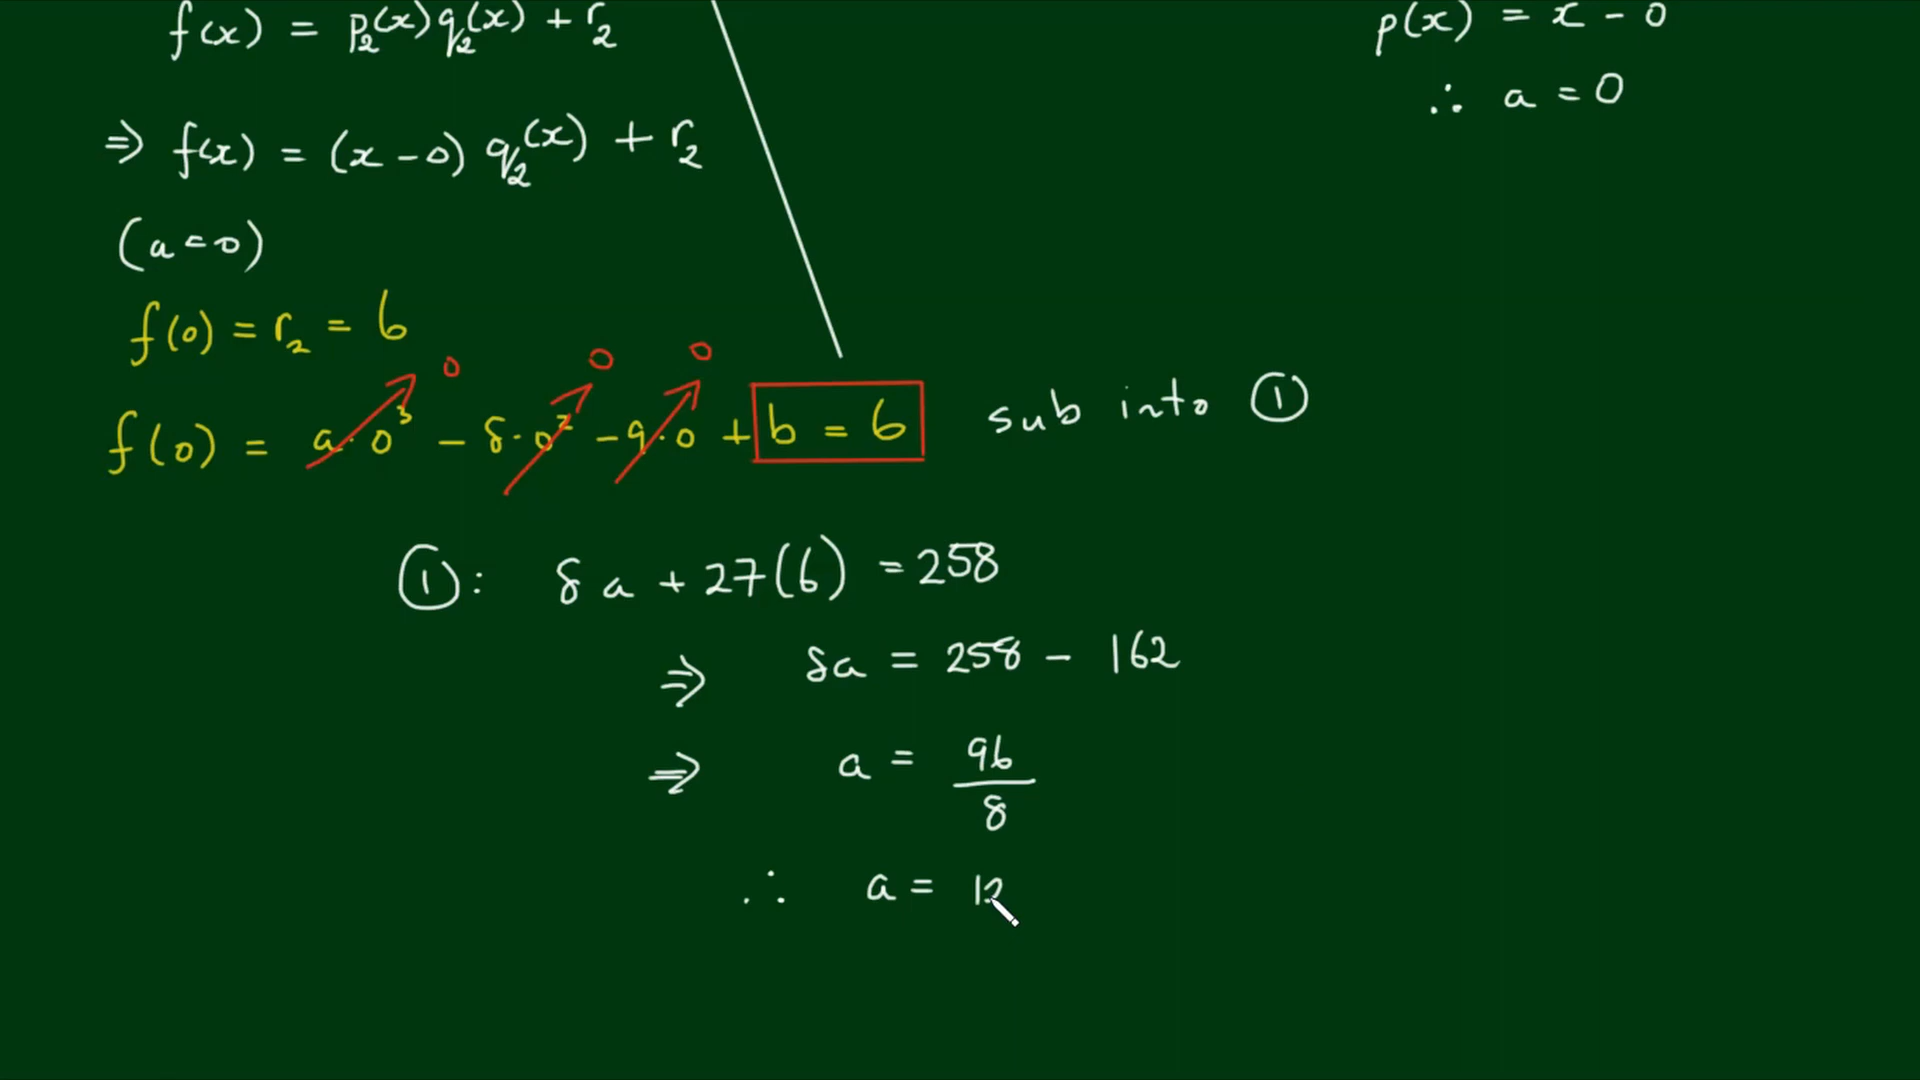 f(x) = p₂(x)q₂(x) + r₂
⇒ f(x) = (x - 0) q₂(x) + r₂
(a = 0)
f(0) = r₂ = 6
0 0 0
f(0) = a·0³ - 8·0² - 9·0 + b = 6 sub into ①
①: 8a + 27(6) = 258
⇒ 8a = 258 - 162
⇒ a = 96/8
∴ a = 12
p(x) = x - 0
∴ a = 0